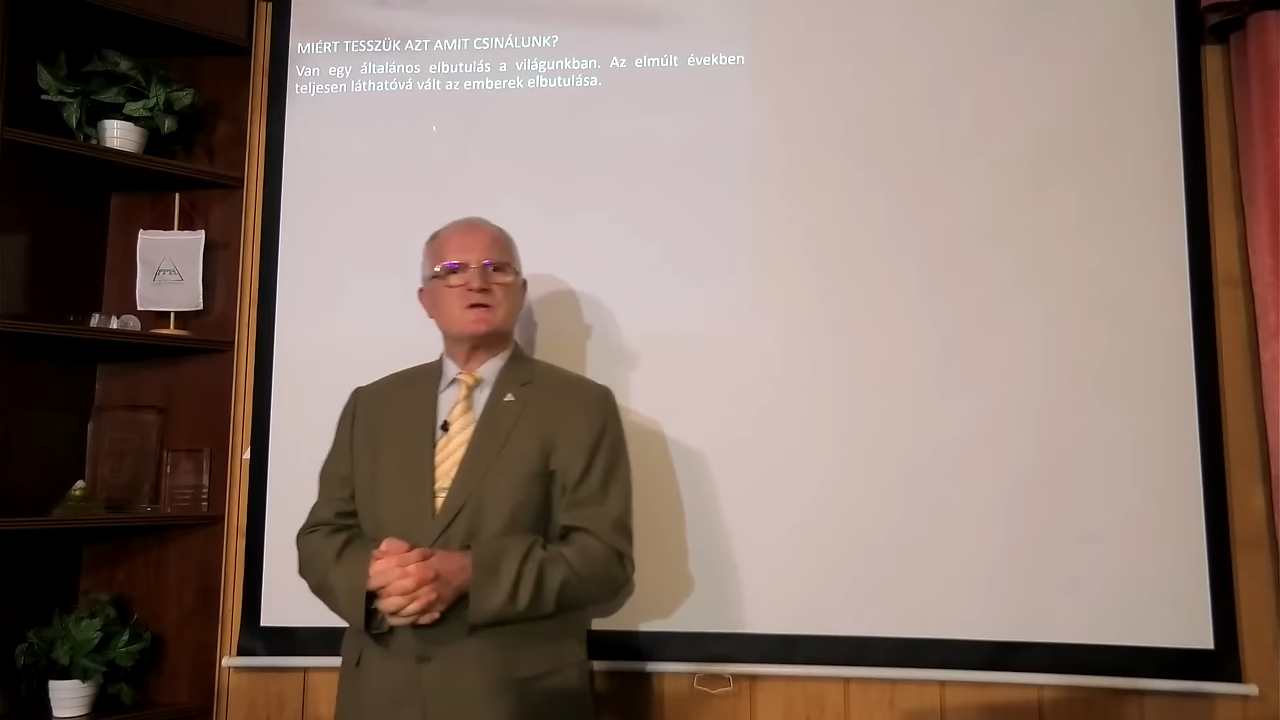 MIÉRT TESSZÜK AZT AMIT CSINÁLUNK?
Van egy általános elbutulás a világunkban. Az elmúlt években
teljesen láthatóvá vált az emberek elbutulása.